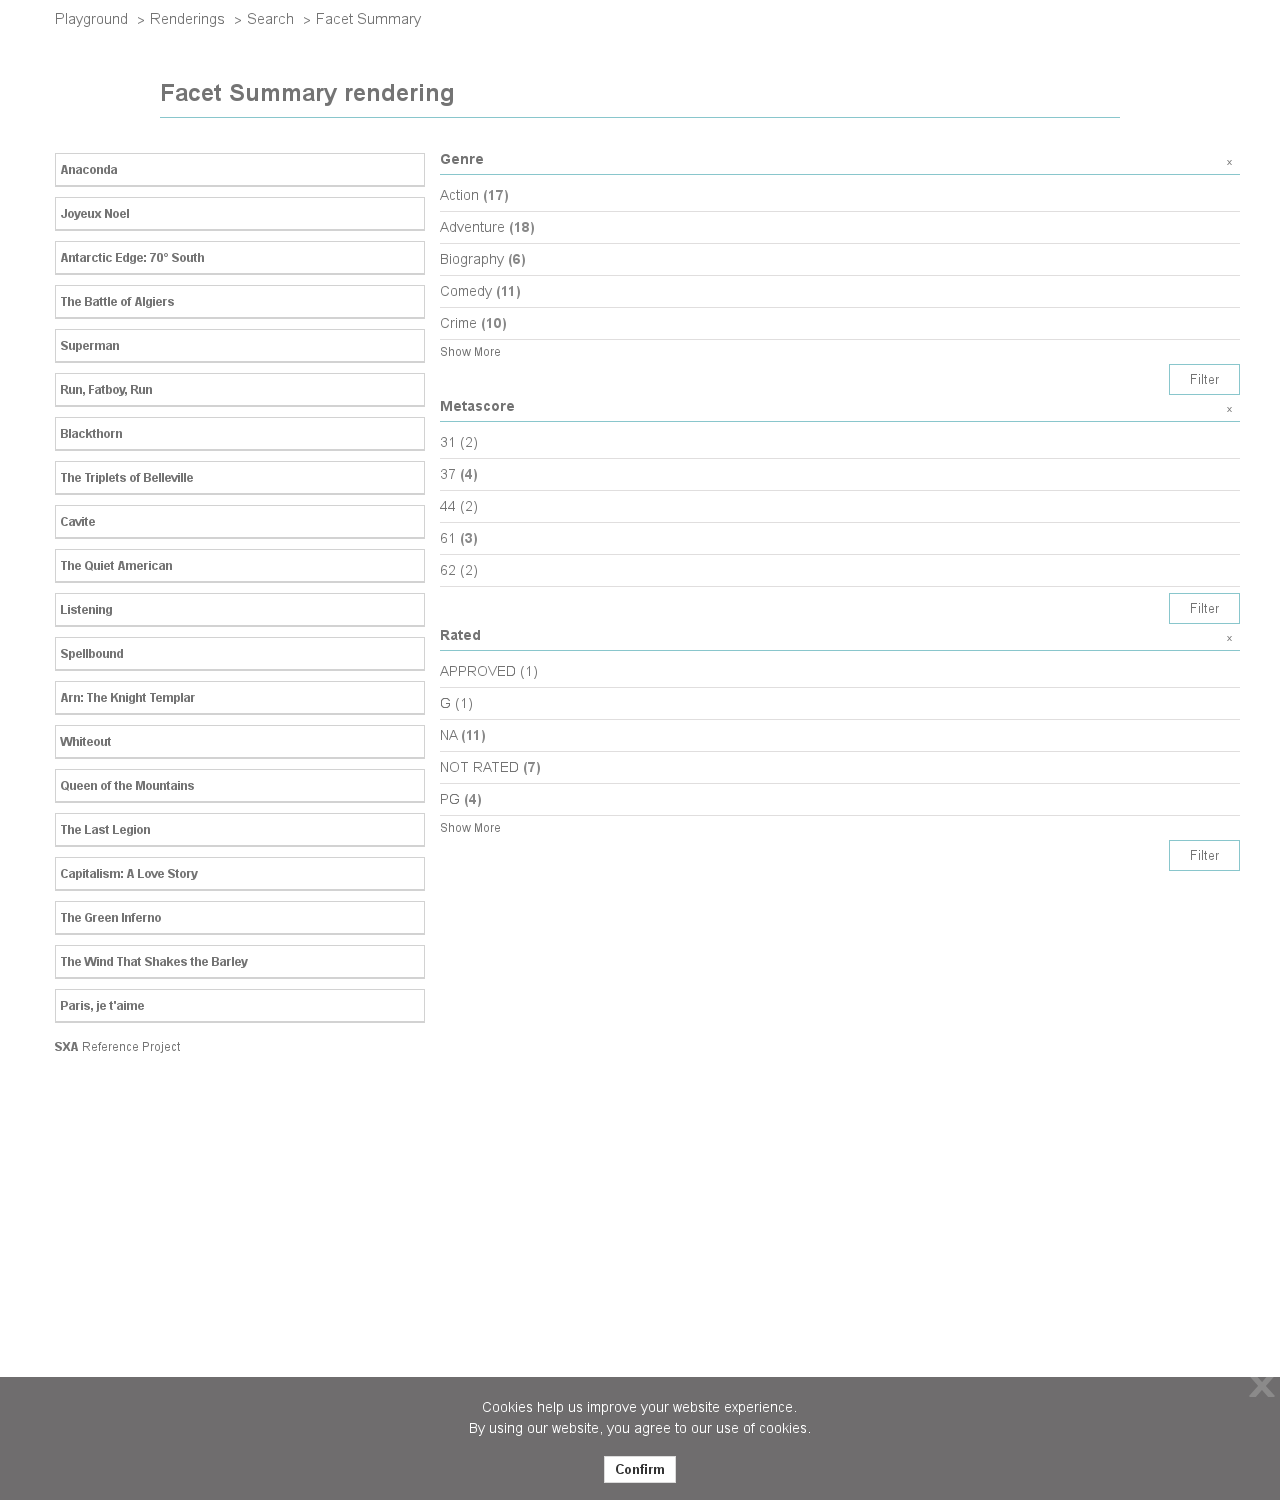 Playground > Renderings > Search > Facet Summary
Facet Summary rendering
Anaconda
Joyeux Noel
Antarctic Edge: 70° South
The Battle of Algiers
Superman
Run, Fatboy, Run
Blackthorn
The Triplets of Belleville
Cavite
The Quiet American
Listening
Spellbound
Arn: The Knight Templar
Whiteout
Queen of the Mountains
The Last Legion
Capitalism: A Love Story
The Green Inferno
The Wind That Shakes the Barley
Paris, je t'aime
Genre x
Action (17)
Adventure (18)
Biography (6)
Comedy (11)
Crime (10)
Show More
Filter
Metascore x
31 (2)
37 (4)
44 (2)
61 (3)
62 (2)
Filter
Rated x
APPROVED (1)
G (1)
NA (11)
NOT RATED (7)
PG (4)
Show More
Filter
SXA Reference Project
X
Cookies help us improve your website experience.
By using our website, you agree to our use of cookies.
Confirm